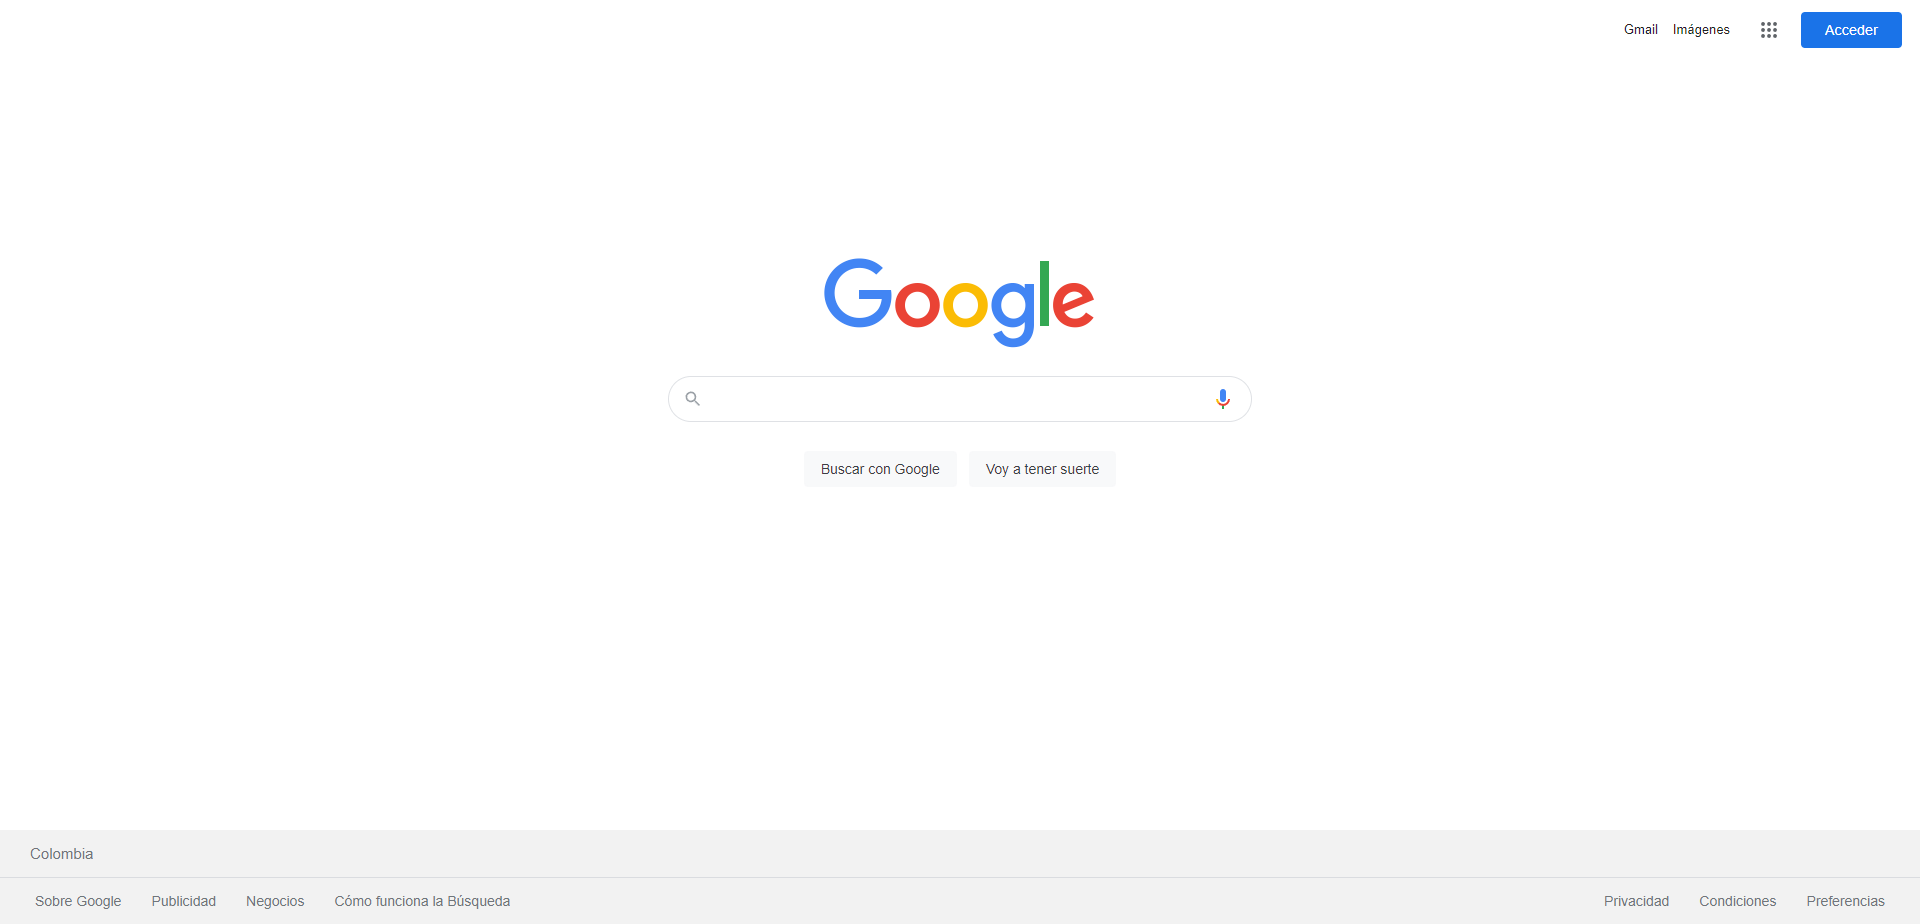 Gmail Imágenes Acceder
Google
Buscar con Google Voy a tener suerte
Colombia
Sobre Google Publicidad Negocios Cómo funciona la Búsqueda Privacidad Condiciones Preferencias